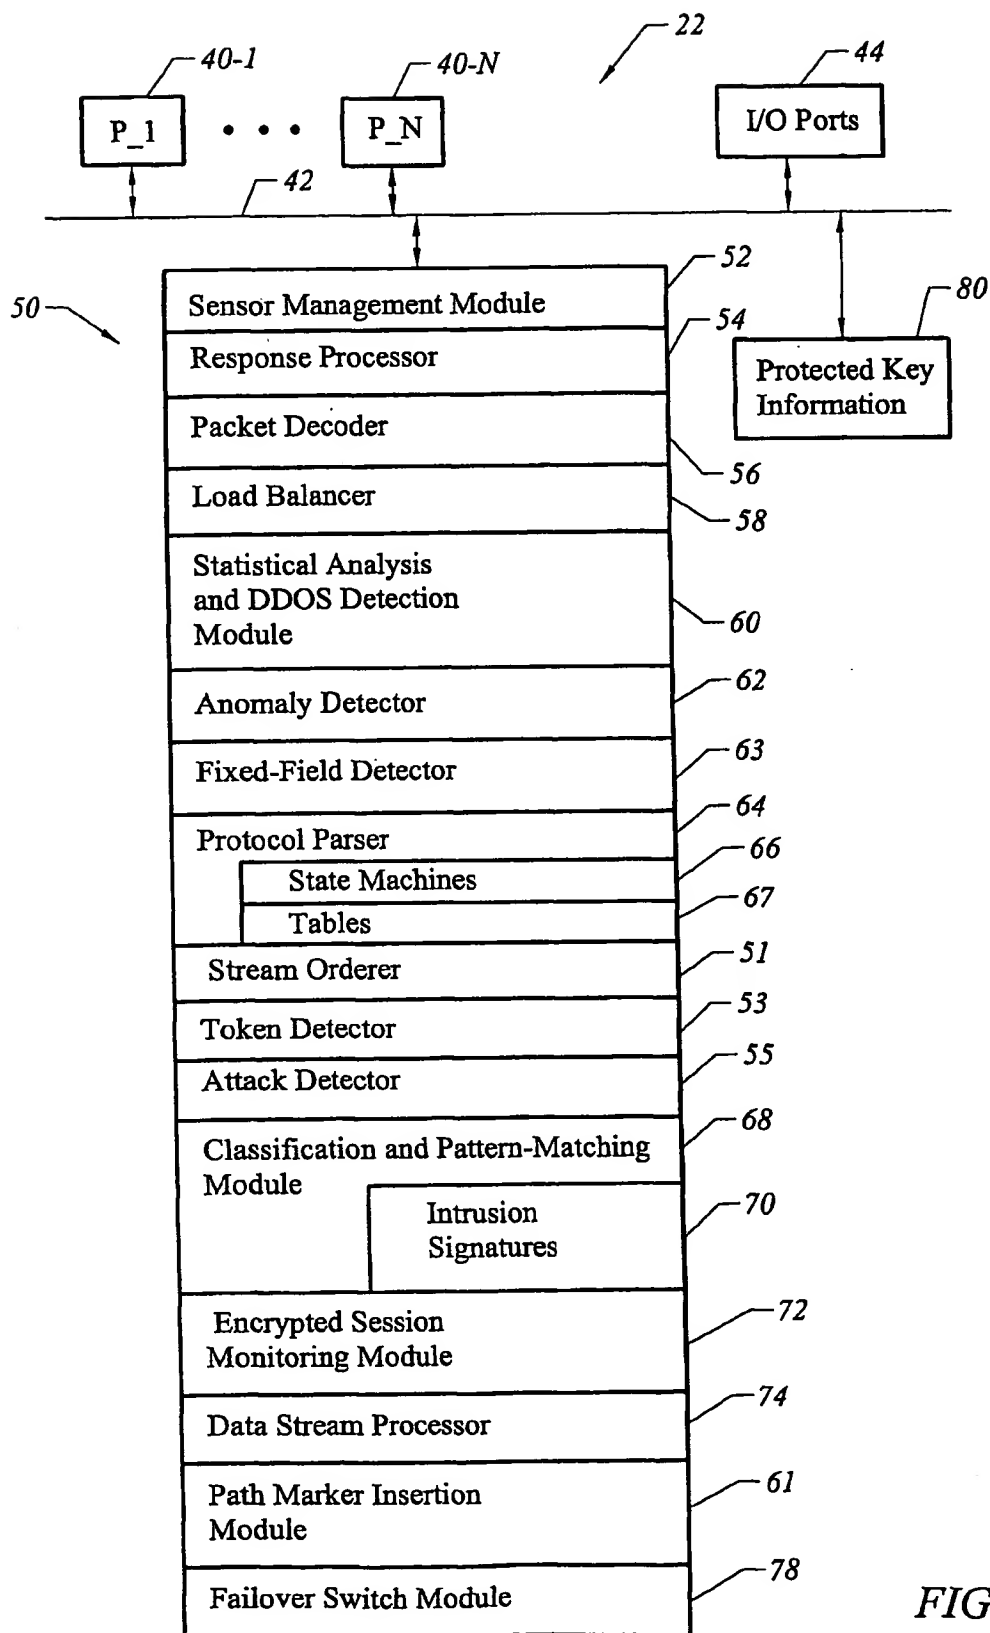 22
40-1
40-N
44
P_1
P_N
I/O Ports
42
50
52
Sensor Management Module
80
54
Response Processor
Protected Key
Information
Packet Decoder
56
Load Balancer
58
Statistical Analysis
and DDOS Detection
Module
60
62
Anomaly Detector
63
Fixed-Field Detector
64
Protocol Parser
66
State Machines
67
Tables
51
Stream Orderer
53
Token Detector
55
Attack Detector
68
Classification and Pattern-Matching
Module
70
Intrusion
Signatures
72
Encrypted Session
Monitoring Module
74
Data Stream Processor
61
Path Marker Insertion
Module
78
Failover Switch Module
FIG